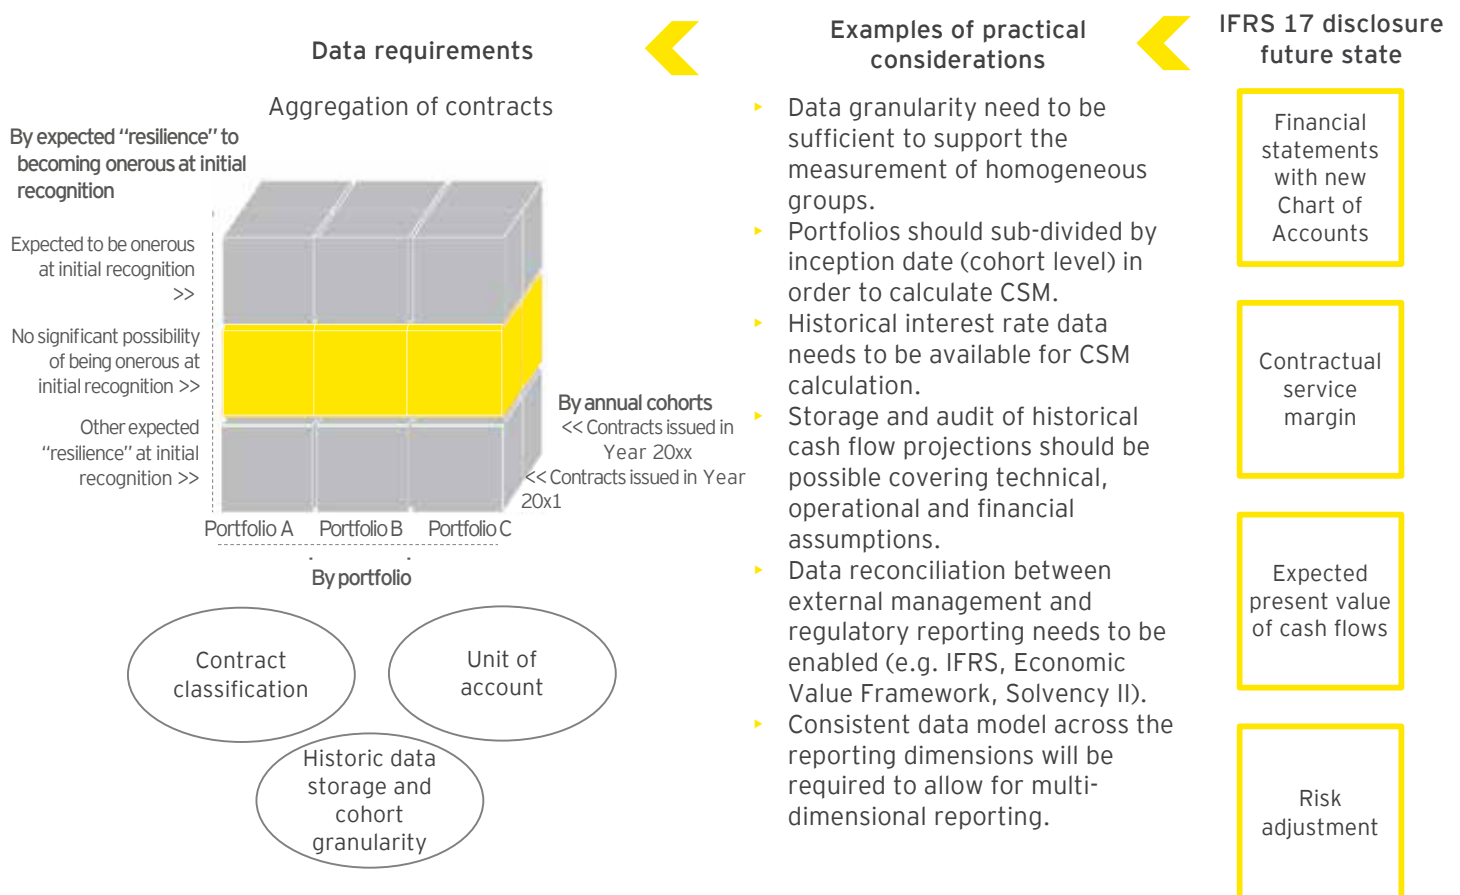 Data requirements
Aggregation of contracts
By expected “resilience” to
becoming onerous at initial
recognition
Expected to be onerous
at initial recognition
>>
No significant possibility
of being onerous at
initial recognition >>
Other expected
“resilience” at initial
recognition >>
By annual cohorts
<< Contracts issued in
Year 20xx
<< Contracts issued in Year
20x1
Portfolio A Portfolio B Portfolio C
By portfolio
Contract
classification
Unit of
account
Historic data
storage and
cohort
granularity
Examples of practical
considerations
▸ Data granularity need to be
sufficient to support the
measurement of homogeneous
groups.
▸ Portfolios should sub-divided by
inception date (cohort level) in
order to calculate CSM.
▸ Historical interest rate data
needs to be available for CSM
calculation.
▸ Storage and audit of historical
cash flow projections should be
possible covering technical,
operational and financial
assumptions.
▸ Data reconciliation between
external management and
regulatory reporting needs to be
enabled (e.g. IFRS, Economic
Value Framework, Solvency II).
▸ Consistent data model across the
reporting dimensions will be
required to allow for multi-
dimensional reporting.
IFRS 17 disclosure
future state
Financial
statements
with new
Chart of
Accounts
Contractual
service
margin
Expected
present value
of cash flows
Risk
adjustment